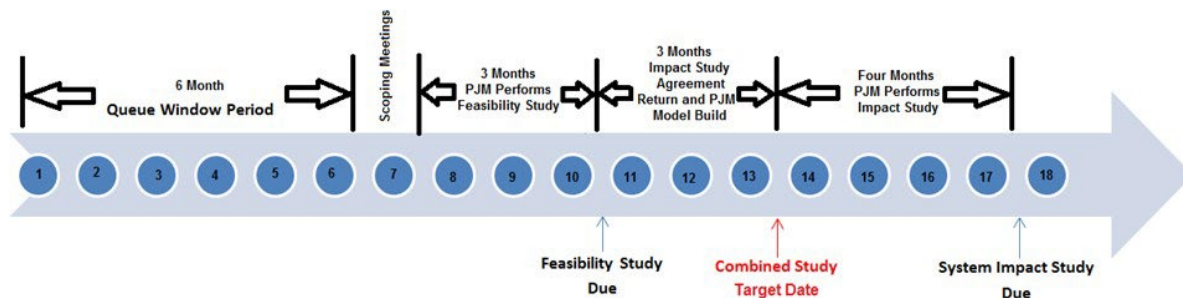 6 Month
Queue Window Period
Scoping Meetings
3 Months
PJM Performs
Feasibility Study
3 Months
Impact Study
Agreement
Return and PJM
Model Build
Four Months
PJM Performs
Impact Study
1 2 3 4 5 6 7 8 9 10 11 12 13 14 15 16 17 18
Feasibility Study
Due
Combined Study
Target Date
System Impact Study
Due